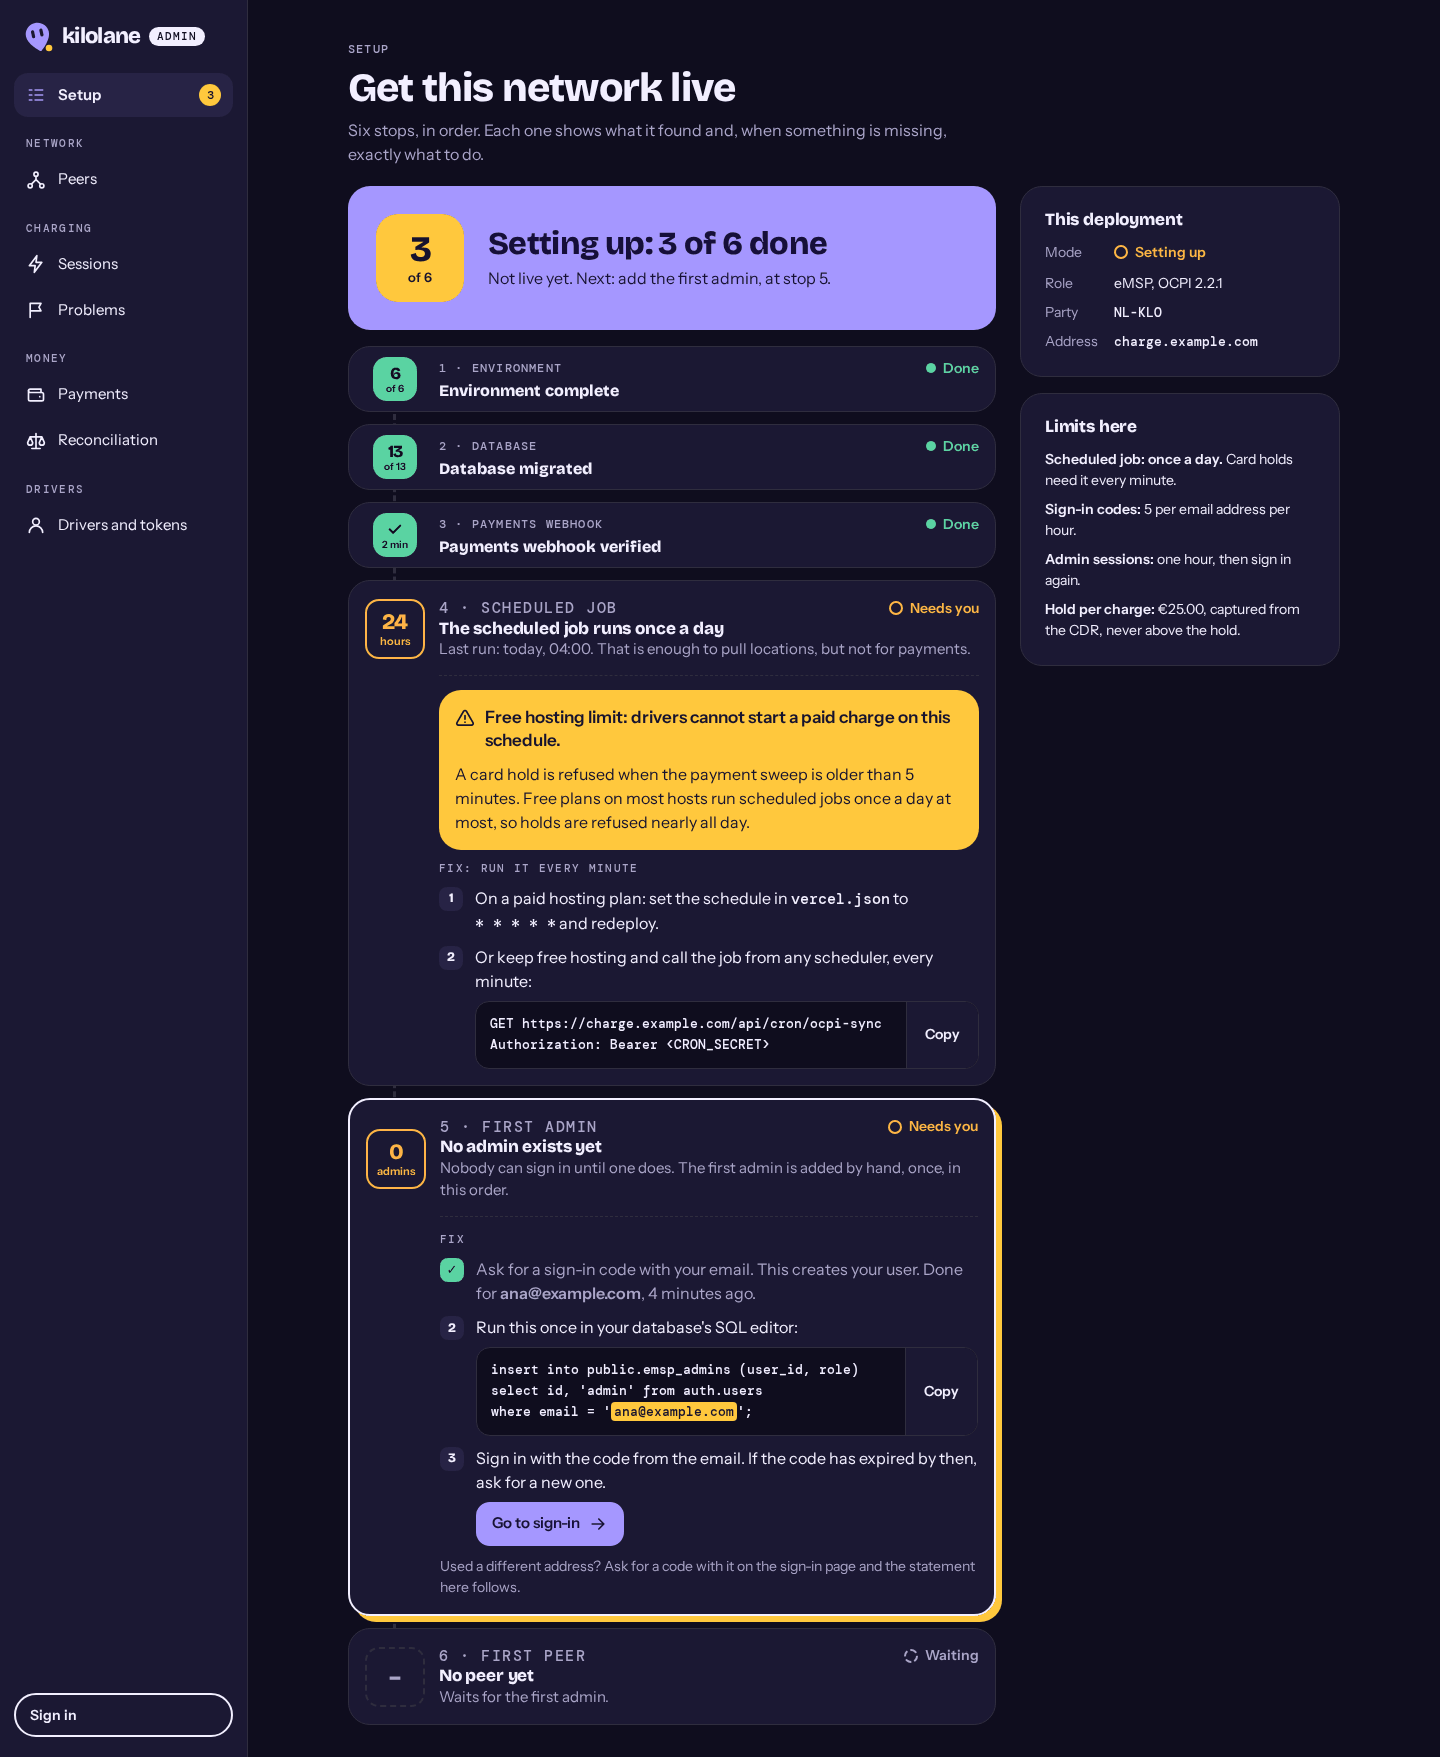 kilolane ADMIN
Setup 3
NETWORK
Peers
CHARGING
Sessions
Problems
MONEY
Payments
Reconciliation
DRIVERS
Drivers and tokens
Sign in
SETUP
Get this network live
Six stops, in order. Each one shows what it found and, when something is missing,
exactly what to do.
3
of 6
Setting up: 3 of 6 done
Not live yet. Next: add the first admin, at stop 5.
6
of 6
1 · ENVIRONMENT
Environment complete
Done
13
of 13
2 · DATABASE
Database migrated
Done
2 min
3 · PAYMENTS WEBHOOK
Payments webhook verified
Done
24
hours
4 · SCHEDULED JOB
Needs you
The scheduled job runs once a day
Last run: today, 04:00. That is enough to pull locations, but not for payments.
Free hosting limit: drivers cannot start a paid charge on this
schedule.
A card hold is refused when the payment sweep is older than 5
minutes. Free plans on most hosts run scheduled jobs once a day at
most, so holds are refused nearly all day.
FIX: RUN IT EVERY MINUTE
1 On a paid hosting plan: set the schedule in vercel.json to
* * * * * and redeploy.
2 Or keep free hosting and call the job from any scheduler, every
minute:
GET https://charge.example.com/api/cron/ocpi-sync
Authorization: Bearer <CRON_SECRET>
Copy
0
admins
5 · FIRST ADMIN
Needs you
No admin exists yet
Nobody can sign in until one does. The first admin is added by hand, once, in
this order.
FIX
✓ Ask for a sign-in code with your email. This creates your user. Done
for ana@example.com, 4 minutes ago.
2 Run this once in your database's SQL editor:
insert into public.emsp_admins (user_id, role)
select id, 'admin' from auth.users
where email = 'ana@example.com';
Copy
3 Sign in with the code from the email. If the code has expired by then,
ask for a new one.
Go to sign-in →
Used a different address? Ask for a code with it on the sign-in page and the statement
here follows.
–
6 · FIRST PEER
Waiting
No peer yet
Waits for the first admin.
This deployment
Mode Setting up
Role eMSP, OCPI 2.2.1
Party NL-KLO
Address charge.example.com
Limits here
Scheduled job: once a day. Card holds
need it every minute.
Sign-in codes: 5 per email address per
hour.
Admin sessions: one hour, then sign in
again.
Hold per charge: €25.00, captured from
the CDR, never above the hold.